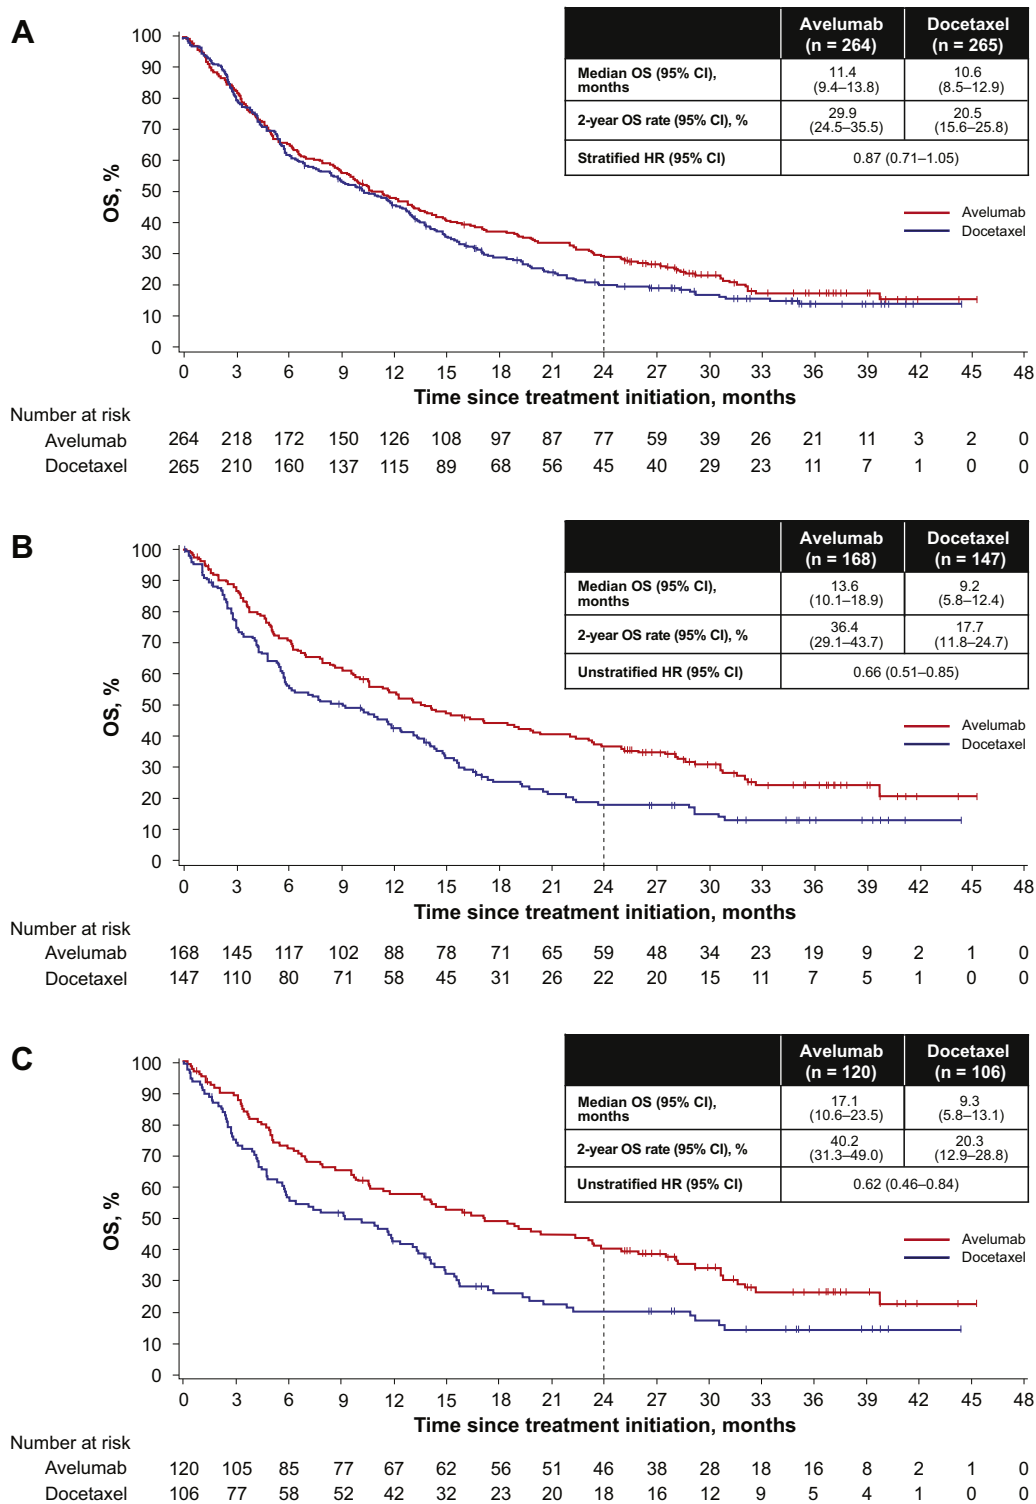 A
Avelumab (n = 264) Docetaxel (n = 265)
Median OS (95% CI), months 11.4 (9.4–13.8) 10.6 (8.5–12.9)
2-year OS rate (95% CI), % 29.9 (24.5–35.5) 20.5 (15.6–25.8)
Stratified HR (95% CI) 0.87 (0.71–1.05)
Avelumab
Docetaxel
OS, %
100
90
80
70
60
50
40
30
20
10
0
0 3 6 9 12 15 18 21 24 27 30 33 36 39 42 45 48
Time since treatment initiation, months
Number at risk
Avelumab 264 218 172 150 126 108 97 87 77 59 39 26 21 11 3 2 0
Docetaxel 265 210 160 137 115 89 68 56 45 40 29 23 11 7 1 0 0
B
Avelumab (n = 168) Docetaxel (n = 147)
Median OS (95% CI), months 13.6 (10.1–18.9) 9.2 (5.8–12.4)
2-year OS rate (95% CI), % 36.4 (29.1–43.7) 17.7 (11.8–24.7)
Unstratified HR (95% CI) 0.66 (0.51–0.85)
Avelumab
Docetaxel
OS, %
100
90
80
70
60
50
40
30
20
10
0
0 3 6 9 12 15 18 21 24 27 30 33 36 39 42 45 48
Time since treatment initiation, months
Number at risk
Avelumab 168 145 117 102 88 78 71 65 59 48 34 23 19 9 2 1 0
Docetaxel 147 110 80 71 58 45 31 26 22 20 15 11 7 5 1 0 0
C
Avelumab (n = 120) Docetaxel (n = 106)
Median OS (95% CI), months 17.1 (10.6–23.5) 9.3 (5.8–13.1)
2-year OS rate (95% CI), % 40.2 (31.3–49.0) 20.3 (12.9–28.8)
Unstratified HR (95% CI) 0.62 (0.46–0.84)
Avelumab
Docetaxel
OS, %
100
90
80
70
60
50
40
30
20
10
0
0 3 6 9 12 15 18 21 24 27 30 33 36 39 42 45 48
Time since treatment initiation, months
Number at risk
Avelumab 120 105 85 77 67 62 56 51 46 38 28 18 16 8 2 1 0
Docetaxel 106 77 58 52 42 32 23 20 18 16 12 9 5 4 1 0 0